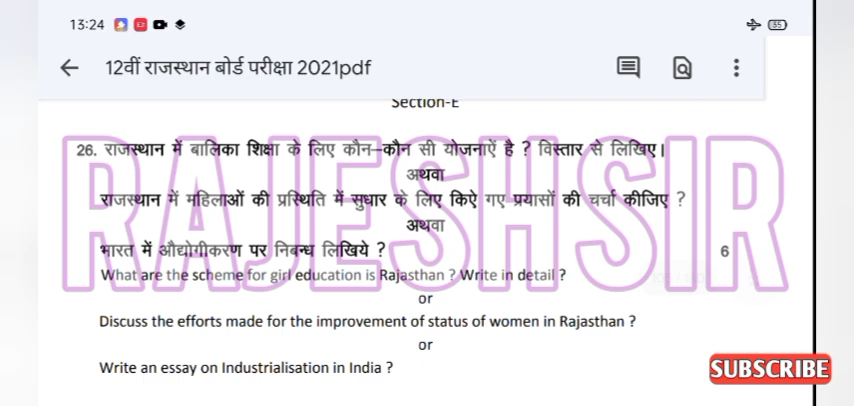 13:24
35
12वीं राजस्थान बोर्ड परीक्षा 2021pdf
Section-E
26. राजस्थान में बालिका शिक्षा के लिए कौन–कौन सी योजनाऐं है ? विस्तार से लिखिए।
अथवा
राजस्थान में महिलाओं की प्रस्थिति में सुधार के लिए किऐ गए प्रयासों की चर्चा कीजिए ?
अथवा
भारत में औद्योगीकरण पर निबन्ध लिखिये ? 6
What are the scheme for girl education is Rajasthan ? Write in detail ?
or
Discuss the efforts made for the improvement of status of women in Rajasthan ?
or
Write an essay on Industrialisation in India ?
RAJESHSIR
SUBSCRIBE